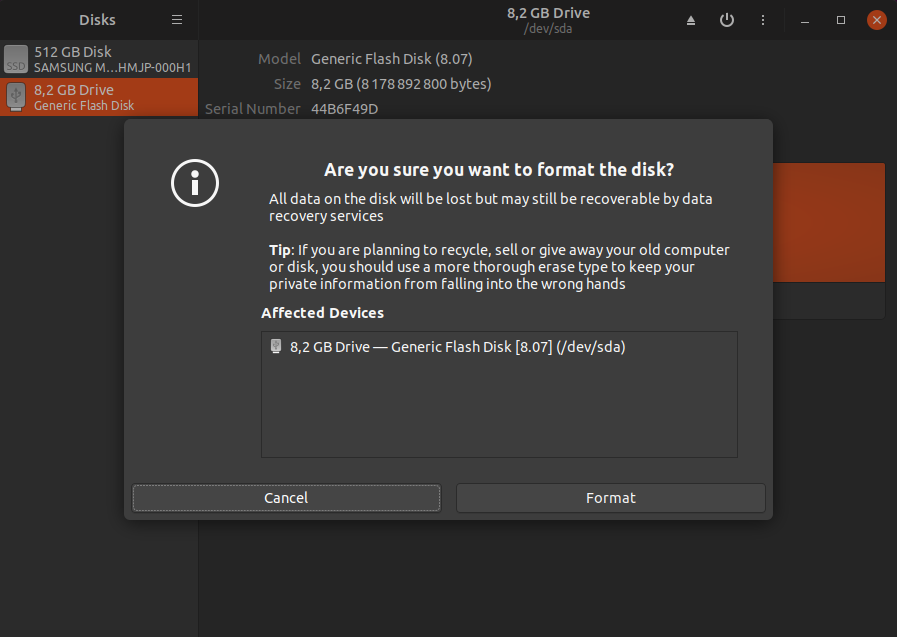 Disks
8,2 GB Drive
/dev/sda
512 GB Disk
SSD
SAMSUNG M…HMJP-000H1
8,2 GB Drive
Generic Flash Disk
Model Generic Flash Disk (8.07)
Size 8,2 GB (8 178 892 800 bytes)
Serial Number 44B6F49D
Are you sure you want to format the disk?
All data on the disk will be lost but may still be recoverable by data
recovery services
Tip: If you are planning to recycle, sell or give away your old computer
or disk, you should use a more thorough erase type to keep your
private information from falling into the wrong hands
Affected Devices
8,2 GB Drive — Generic Flash Disk [8.07] (/dev/sda)
Cancel
Format